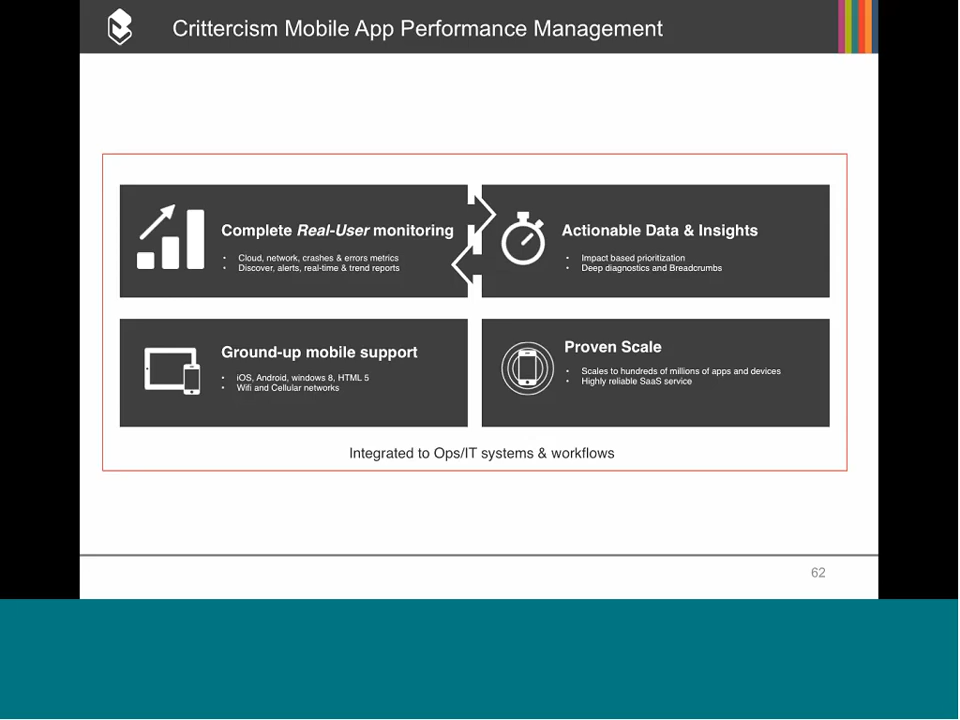 Crittercism Mobile App Performance Management
Complete Real-User monitoring
• Cloud, network, crashes & errors metrics
• Discover, alerts, real-time & trend reports
Actionable Data & Insights
• Impact based prioritization
• Deep diagnostics and Breadcrumbs
Ground-up mobile support
• iOS, Android, windows 8, HTML 5
• Wifi and Cellular networks
Proven Scale
• Scales to hundreds of millions of apps and devices
• Highly reliable SaaS service
Integrated to Ops/IT systems & workflows
62